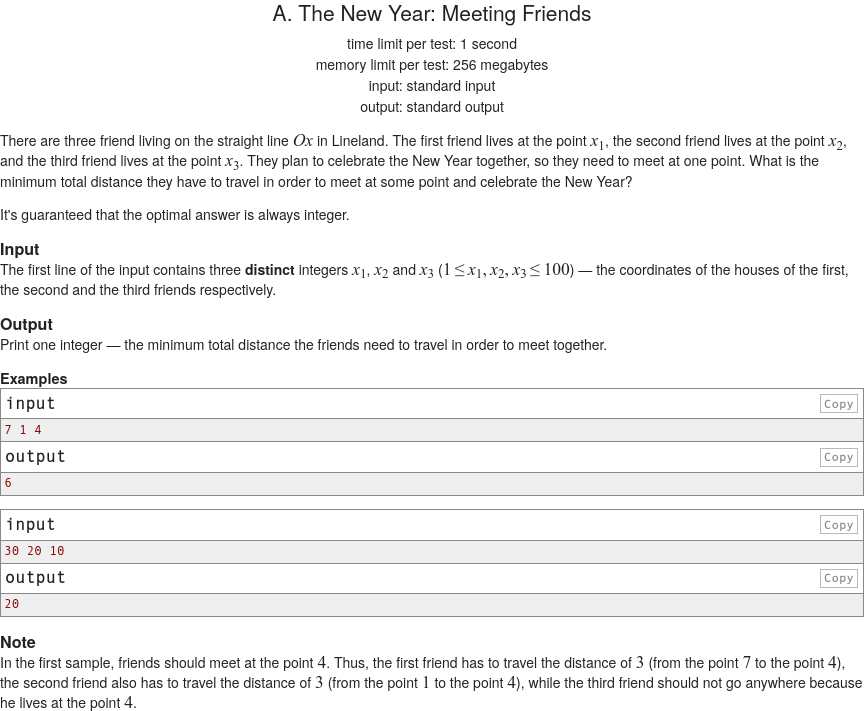 A. The New Year: Meeting Friends
time limit per test: 1 second
memory limit per test: 256 megabytes
input: standard input
output: standard output
There are three friend living on the straight line Ox in Lineland. The first friend lives at the point x1, the second friend lives at the point x2,
and the third friend lives at the point x3. They plan to celebrate the New Year together, so they need to meet at one point. What is the
minimum total distance they have to travel in order to meet at some point and celebrate the New Year?
It's guaranteed that the optimal answer is always integer.
Input
The first line of the input contains three distinct integers x1, x2 and x3 (1 ≤ x1, x2, x3 ≤ 100) — the coordinates of the houses of the first,
the second and the third friends respectively.
Output
Print one integer — the minimum total distance the friends need to travel in order to meet together.
Examples
input
Copy
7 1 4
output
Copy
6
input
Copy
30 20 10
output
Copy
20
Note
In the first sample, friends should meet at the point 4. Thus, the first friend has to travel the distance of 3 (from the point 7 to the point 4),
the second friend also has to travel the distance of 3 (from the point 1 to the point 4), while the third friend should not go anywhere because
he lives at the point 4.